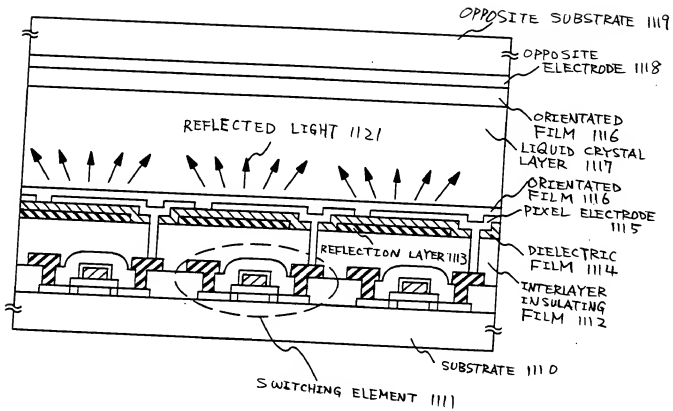 OPPOSITE SUBSTRATE 1119
OPPOSITE
ELECTRODE 1118
ORIENTATED
FILM 1116
REFLECTED LIGHT 1121
LIQUID CRYSTAL
LAYER 1117
ORIENTATED
FILM 1116
PIXEL ELECTRODE
1115
REFLECTION LAYER 1113
DIELECTRIC
FILM 1114
INTERLAYER
INSULATING
FILM 1112
SUBSTRATE 1110
SWITCHING ELEMENT 1111